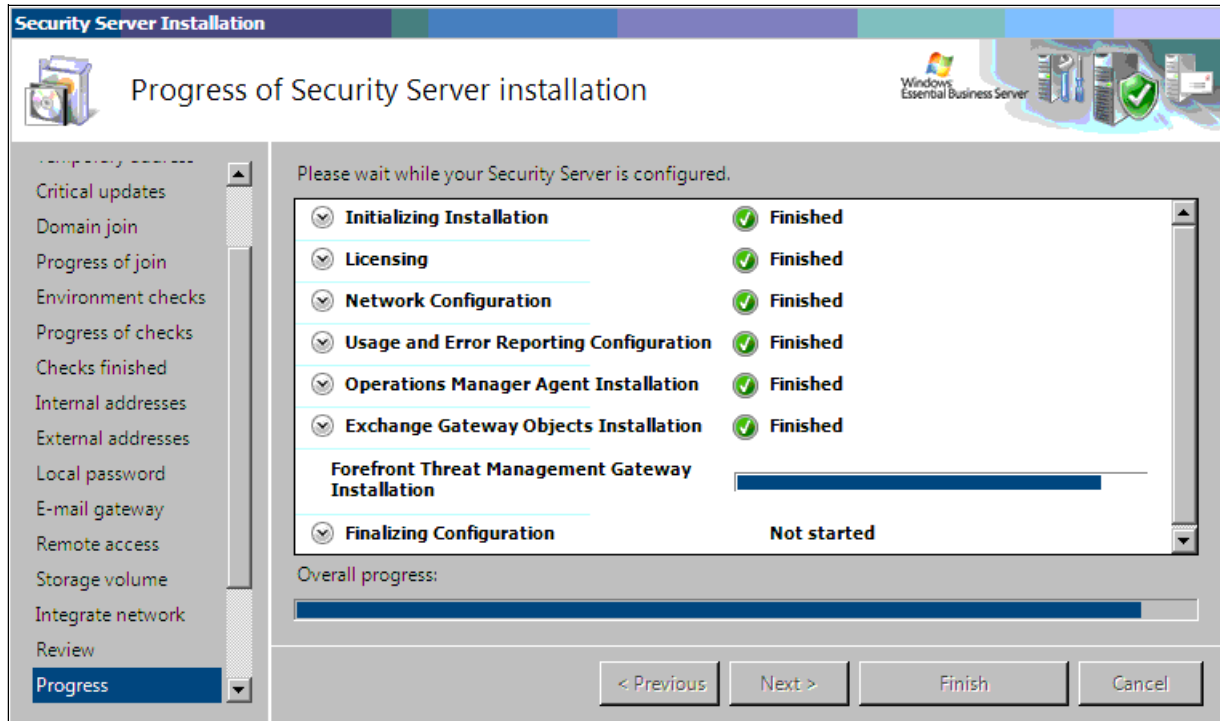 Security Server Installation
Progress of Security Server installation
Windows
Essential Business Server
Critical updates
Domain join
Progress of join
Environment checks
Progress of checks
Checks finished
Internal addresses
External addresses
Local password
E-mail gateway
Remote access
Storage volume
Integrate network
Review
Progress
Please wait while your Security Server is configured.
Initializing Installation Finished
Licensing Finished
Network Configuration Finished
Usage and Error Reporting Configuration Finished
Operations Manager Agent Installation Finished
Exchange Gateway Objects Installation Finished
Forefront Threat Management Gateway
Installation
Finalizing Configuration Not started
Overall progress:
< Previous Next > Finish Cancel